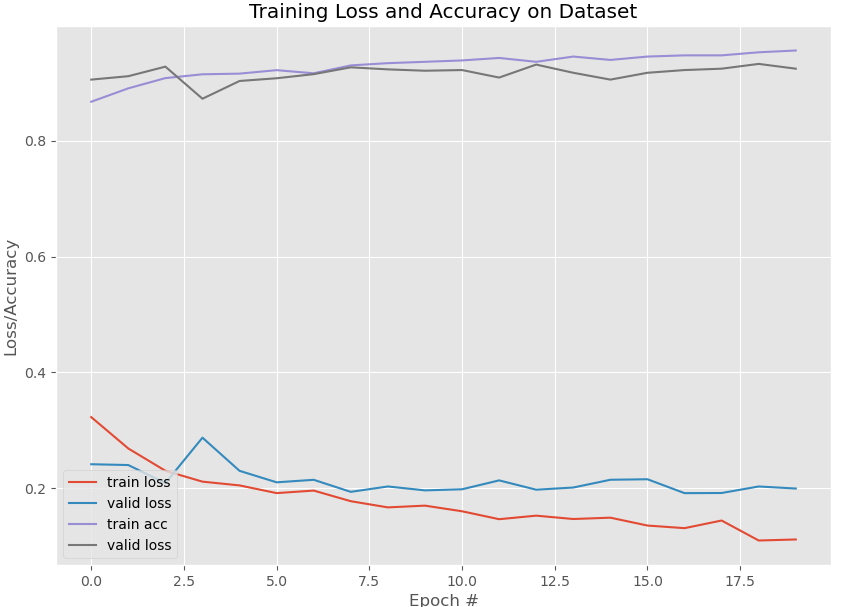 Training Loss and Accuracy on Dataset
Loss/Accuracy
0.8
0.6
0.4
0.2
train loss
valid loss
train acc
valid loss
0.0 2.5 5.0 7.5 10.0 12.5 15.0 17.5
Epoch #